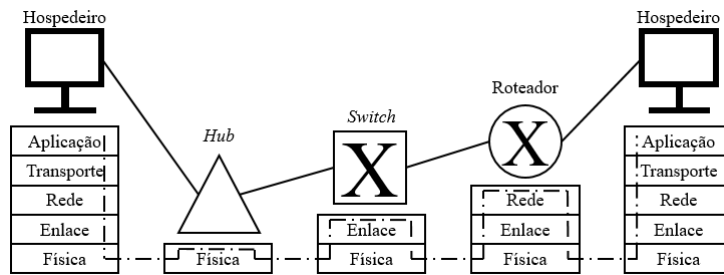 Hospedeiro
Hospedeiro
Roteador
Switch
Hub
X
X
Aplicação
Transporte
Rede
Enlace
Física
Física
Enlace
Física
Rede
Enlace
Física
Aplicação
Transporte
Rede
Enlace
Física